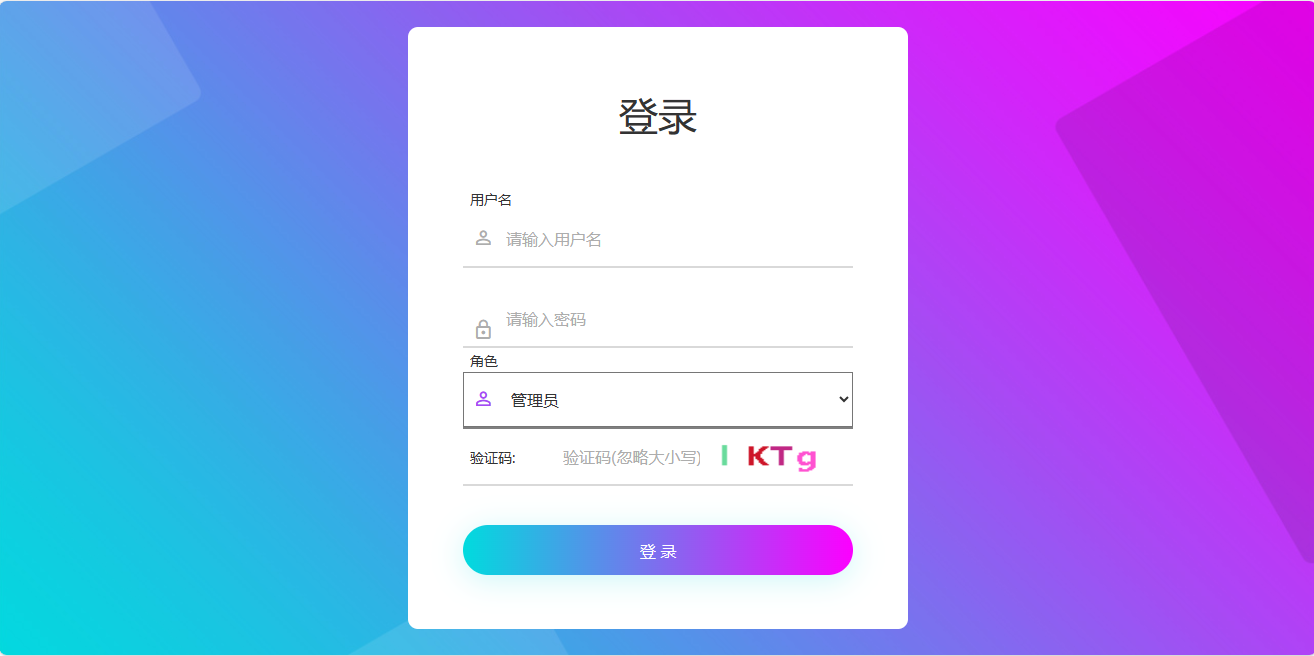 登录
用户名
请输入用户名
请输入密码
角色
管理员
验证码: 验证码(忽略大小写)
登 录